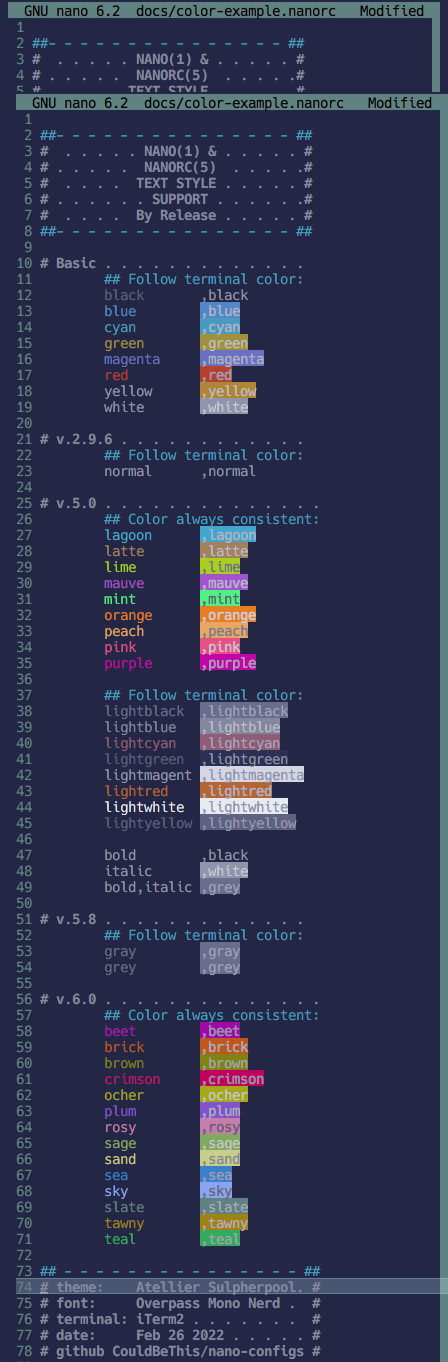 GNU nano 6.2  docs/color-example.nanorc   Modified
1
2 ##- - - - - - - - - - - - - - - ##
3 #  . . . . . NANO(1) & . . . . . #
4 # . . . . . NANORC(5)  . . . . .#
5 TEXT STYLE
GNU nano 6.2  docs/color-example.nanorc   Modified
1
2 ##- - - - - - - - - - - - - - - ##
3 #  . . . . . . NANO(1) & . . . . . #
4 # . . . . . . NANORC(5)  . . . . . .#
5 #  . . . . . TEXT STYLE . . . . . .#
6 # . . . . . . . SUPPORT . . . . . . .#
7 #  . . . . . By Release . . . . . .#
8 ##- - - - - - - - - - - - - - - ##
9
10 # Basic . . . . . . . . . . . . .
11         ## Follow terminal color:
12         black       ,black
13         blue        ,blue
14         cyan        ,cyan
15         green       ,green
16         magenta     ,magenta
17         red         ,red
18         yellow      ,yellow
19         white       ,white
20
21 # v.2.9.6 . . . . . . . . . . . .
22         ## Follow terminal color:
23         normal      ,normal
24
25 # v.5.0 . . . . . . . . . . . . . .
26         ## Color always consistent:
27         lagoon      ,lagoon
28         latte       ,latte
29         lime        ,lime
30         mauve       ,mauve
31         mint        ,mint
32         orange      ,orange
33         peach       ,peach
34         pink        ,pink
35         purple      ,purple
36
37         ## Follow terminal color:
38         lightblack  ,lightblack
39         lightblue   ,lightblue
40         lightcyan   ,lightcyan
41         lightgreen  ,lightgreen
42         lightmagent ,lightmagenta
43         lightred    ,lightred
44         lightwhite  ,lightwhite
45         lightyellow ,lightyellow
46
47         bold        ,black
48         italic      ,white
49         bold,italic ,grey
50
51 # v.5.8 . . . . . . . . . . . . .
52         ## Follow terminal color:
53         gray        ,gray
54         grey        ,grey
55
56 # v.6.0 . . . . . . . . . . . . . .
57         ## Color always consistent:
58         beet        ,beet
59         brick       ,brick
60         brown       ,brown
61         crimson     ,crimson
62         ocher       ,ocher
63         plum        ,plum
64         rosy        ,rosy
65         sage        ,sage
66         sand        ,sand
67         sea         ,sea
68         sky         ,sky
69         slate       ,slate
70         tawny       ,tawny
71         teal        ,teal
72
73 ## - - - - - - - - - - - - - - - ##
74 # theme:    Atellier Sulpherpool. #
75 # font:     Overpass Mono Nerd .  #
76 # terminal: iTerm2 . . . . . . .  #
77 # date:     Feb 26 2022 . . . . . #
78 # github CouldBeThis/nano-configs #